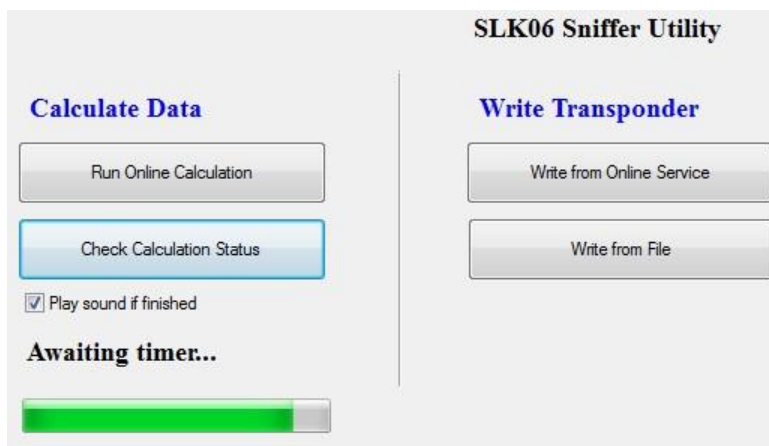 SLK06 Sniffer Utility
Calculate Data
Run Online Calculation
Check Calculation Status
Play sound if finished
Awaiting timer...
Write Transponder
Write from Online Service
Write from File